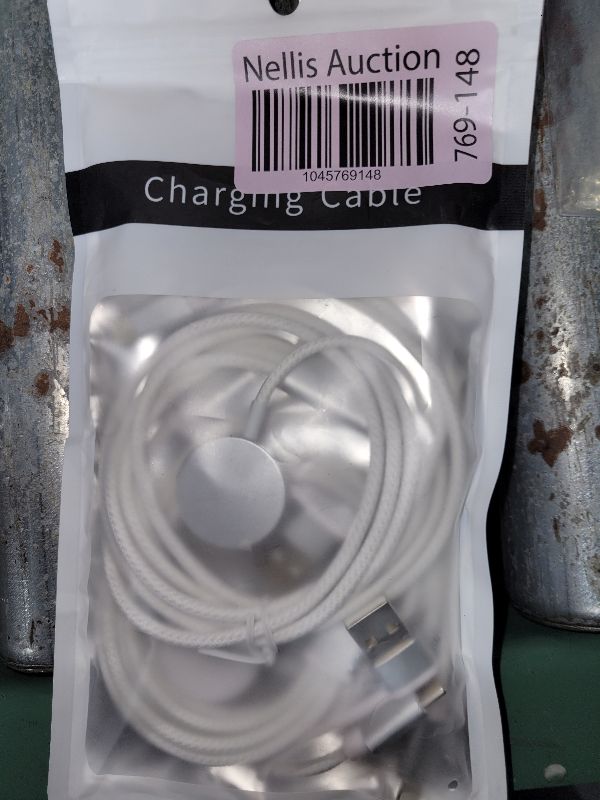 Nellis Auction
769-148
1045769148
Charging Cable